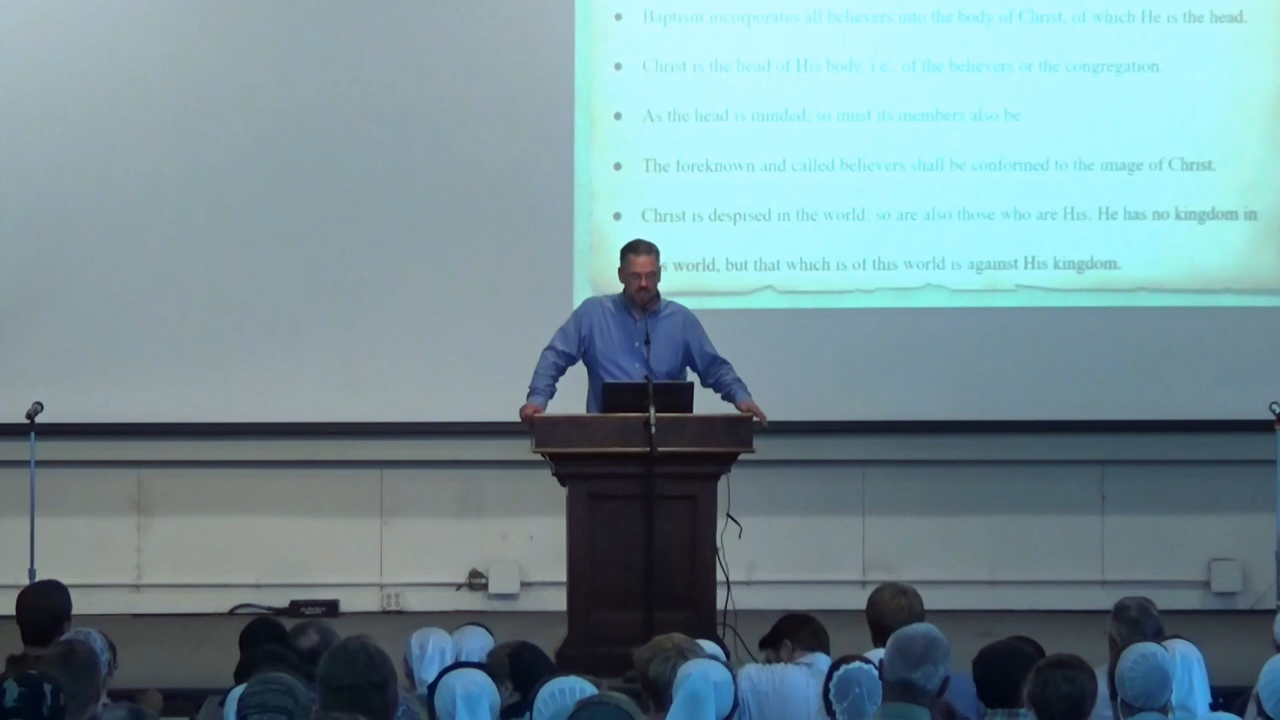 • Baptism incorporates all believers into the body of Christ, of which He is the head.
• Christ is the head of His body, i.e., of the believers or the congregation.
• As the head is minded, so must its members also be.
• The foreknown and called believers shall be conformed to the image of Christ.
• Christ is despised in the world, so are also those who are His. He has no kingdom in
world, but that which is of this world is against His kingdom.